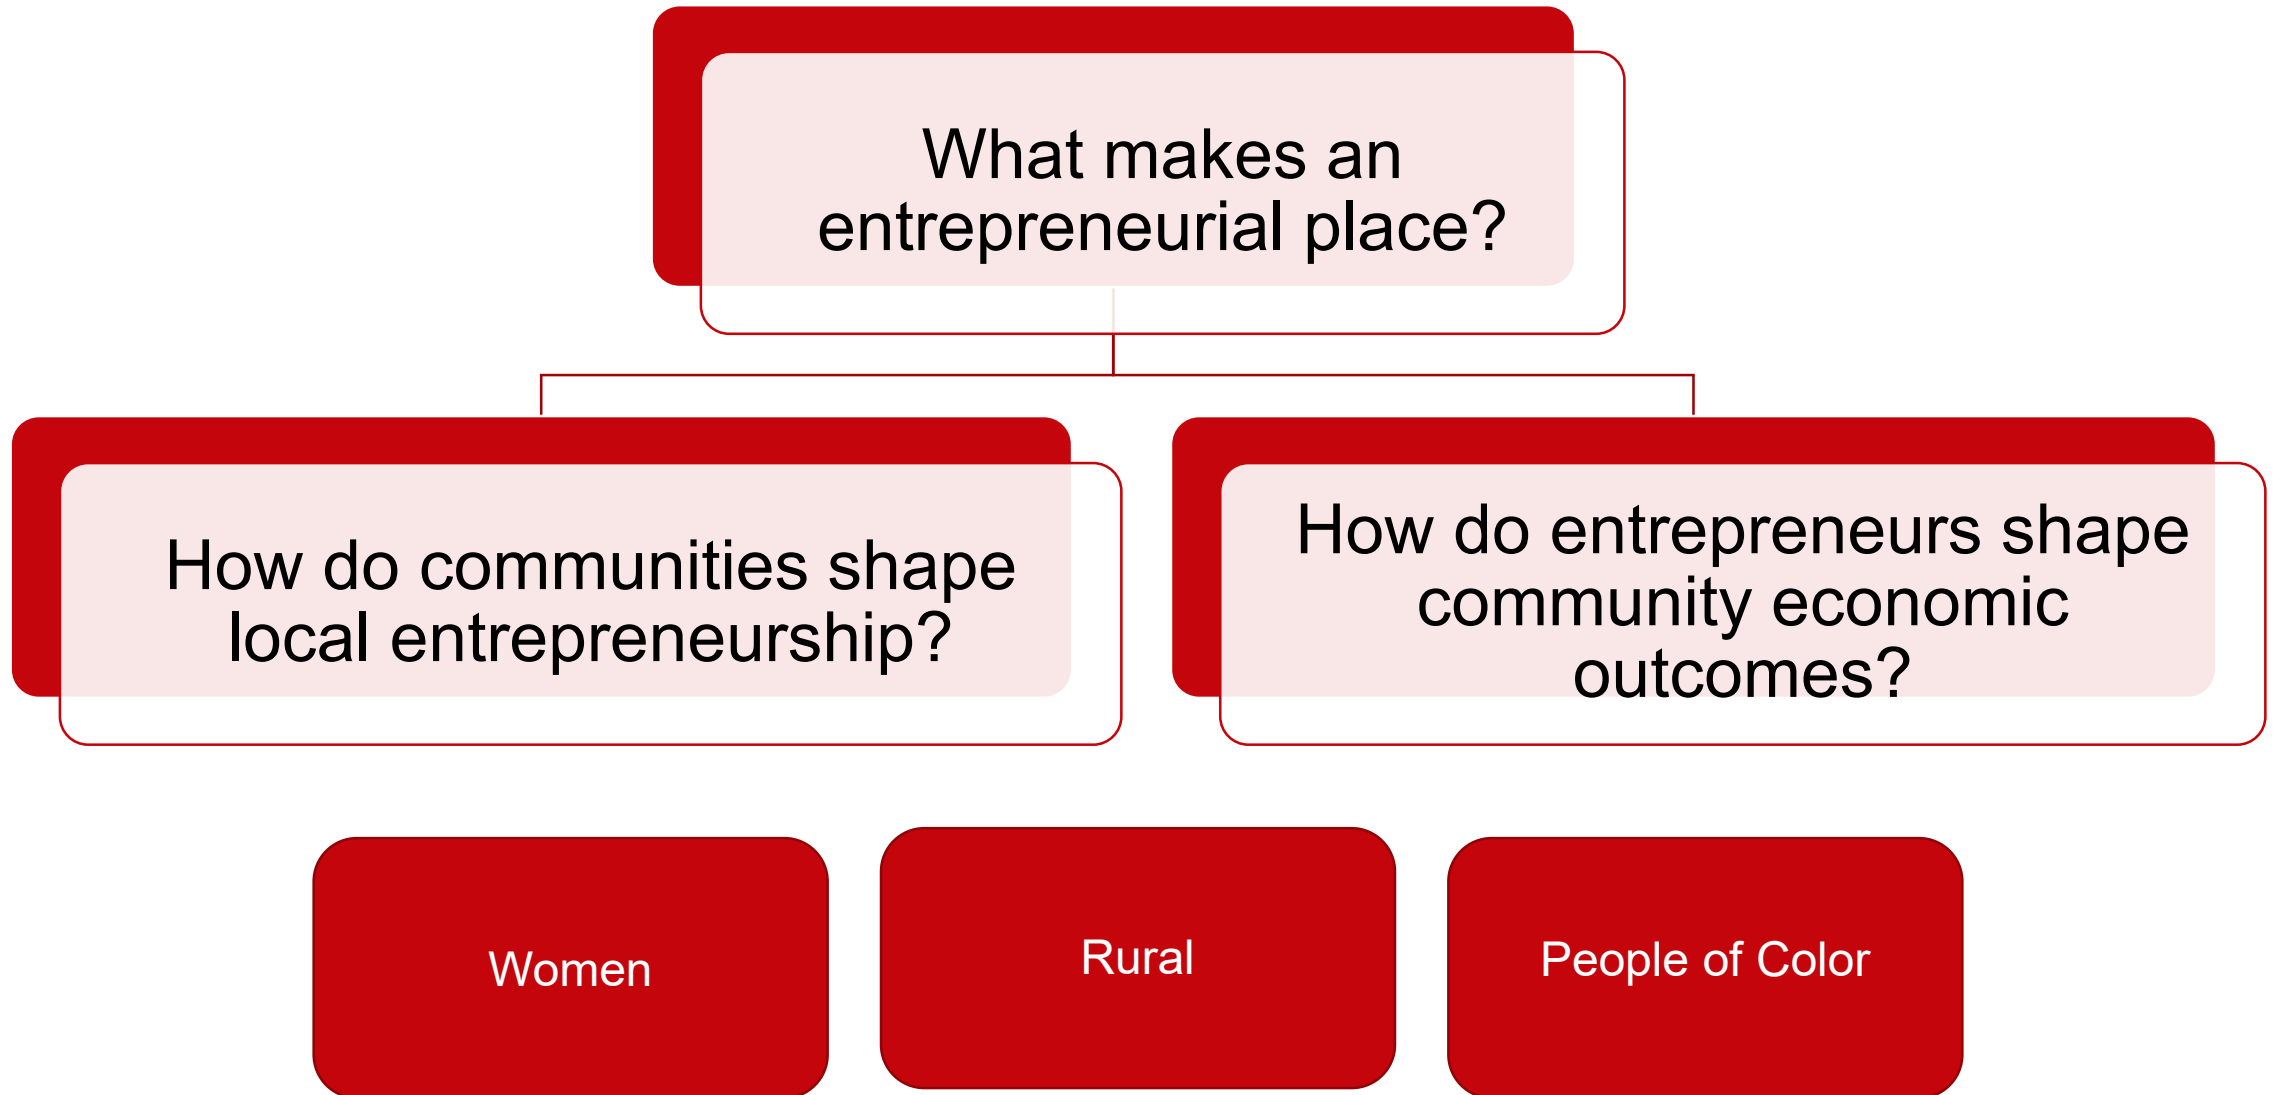 What makes an
entrepreneurial place?
How do communities shape
local entrepreneurship?
How do entrepreneurs shape
community economic
outcomes?
Women
Rural
People of Color